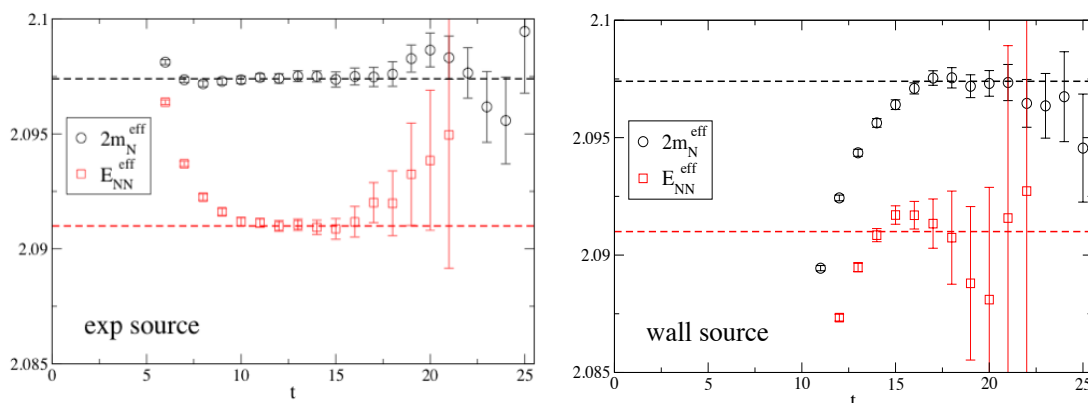 2.1
2.095
2.09
2.085
2m_N^eff
E_NN^eff
exp source
0 5 10 15 20 25
t
2.1
2.095
2.09
2.085
2m_N^eff
E_NN^eff
wall source
0 5 10 15 20 25
t